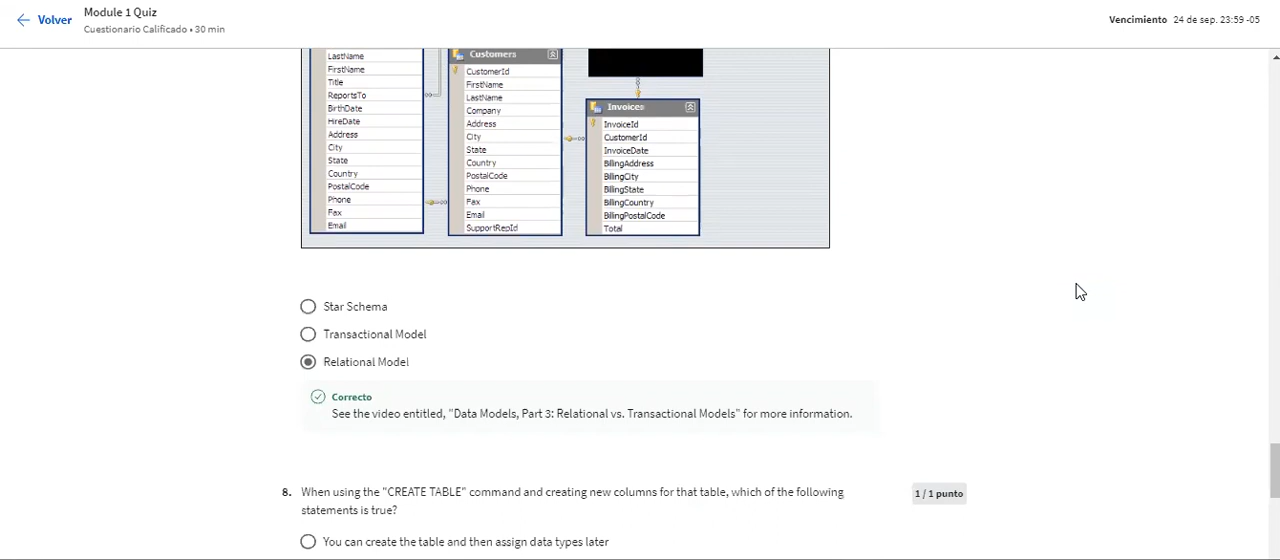 Volver
Module 1 Quiz
Cuestionario Calificado • 30 min
Vencimiento 24 de sep. 23:59 -05
LastName
FirstName
Title
ReportsTo
BirthDate
HireDate
Address
City
State
Country
PostalCode
Phone
Fax
Email
Customers
CustomerId
FirstName
LastName
Company
Address
City
State
Country
PostalCode
Phone
Fax
Email
SupportRepId
Invoices
InvoiceId
CustomerId
InvoiceDate
BillingAddress
BillingCity
BillingState
BillingCountry
BillingPostalCode
Total
Star Schema
Transactional Model
Relational Model
Correcto
See the video entitled, "Data Models, Part 3: Relational vs. Transactional Models" for more information.
8. When using the "CREATE TABLE" command and creating new columns for that table, which of the following
statements is true?
1 / 1 punto
You can create the table and then assign data types later